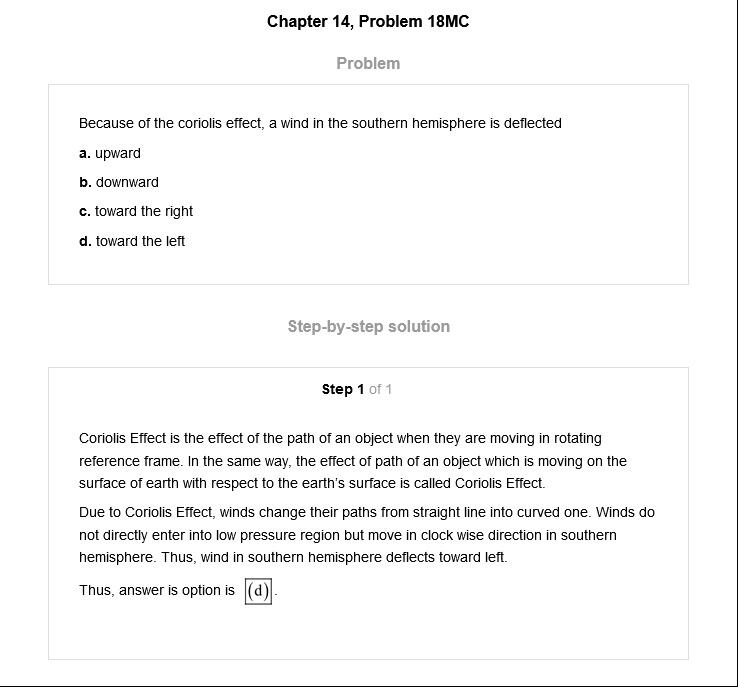 Chapter 14, Problem 18MC
Problem
Because of the coriolis effect, a wind in the southern hemisphere is deflected
a. upward
b. downward
c. toward the right
d. toward the left
Step-by-step solution
Step 1 of 1
Coriolis Effect is the effect of the path of an object when they are moving in rotating
reference frame. In the same way, the effect of path of an object which is moving on the
surface of earth with respect to the earth's surface is called Coriolis Effect.
Due to Coriolis Effect, winds change their paths from straight line into curved one. Winds do
not directly enter into low pressure region but move in clock wise direction in southern
hemisphere. Thus, wind in southern hemisphere deflects toward left.
Thus, answer is option is (d).